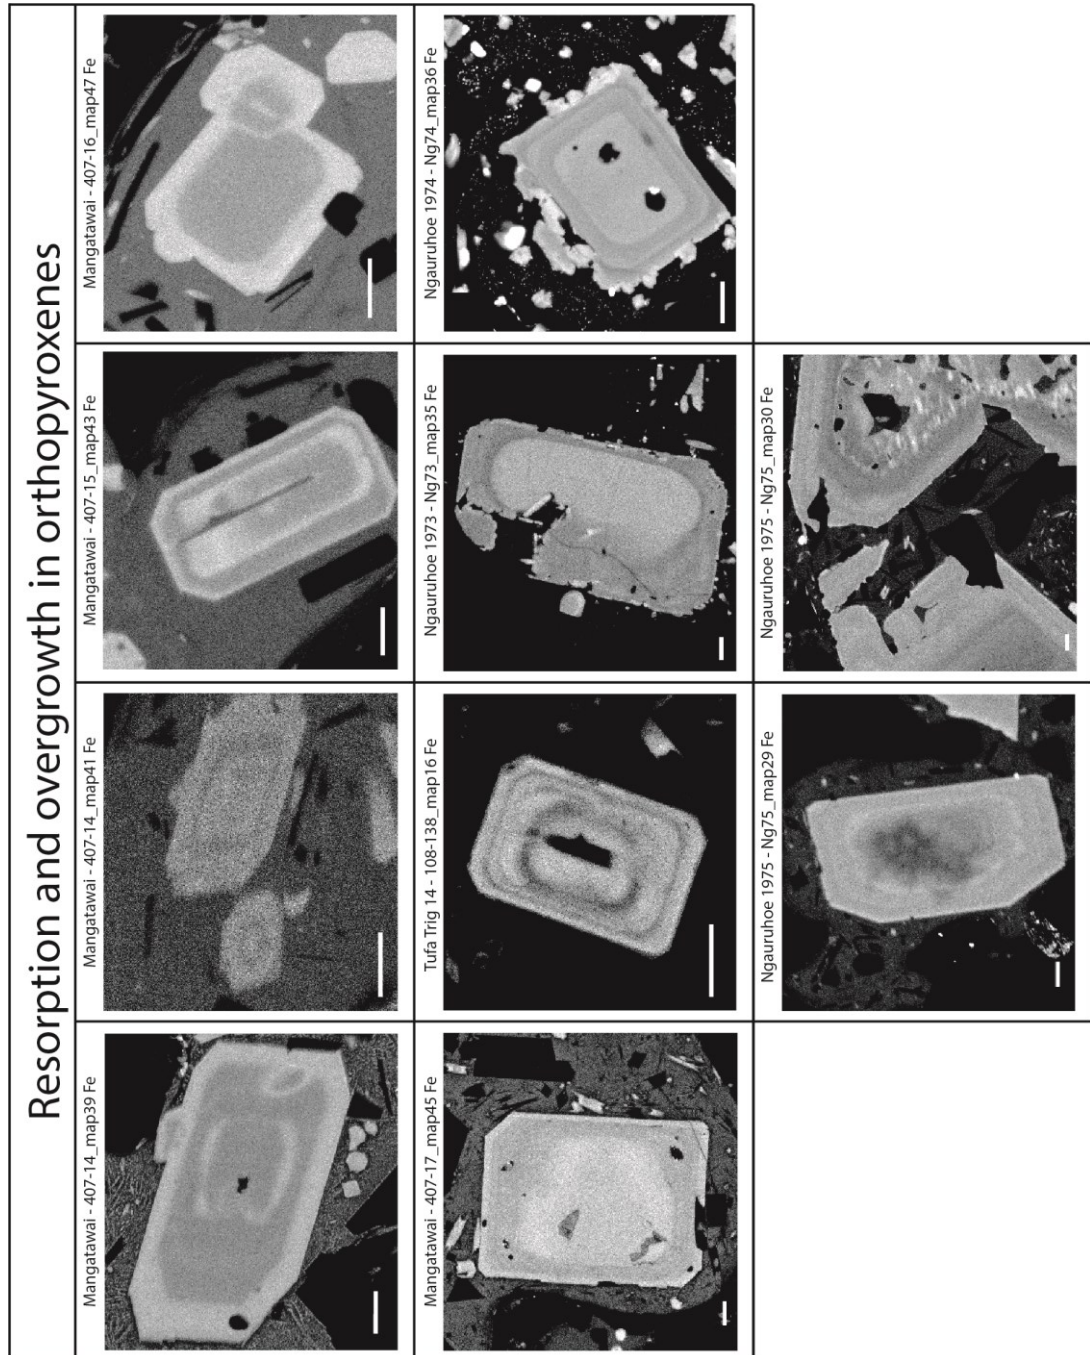 Resorption and overgrowth in orthopyroxenes
Mangatawai - 407-14_map39 Fe
Mangatawai - 407-14_map41 Fe
Mangatawai - 407-15_map43 Fe
Mangatawai - 407-16_map47 Fe
Mangatawai - 407-17_map45 Fe
Tufa Trig 14 - 108-138_map16 Fe
Ngauruhoe 1973 - Ng73_map35 Fe
Ngauruhoe 1974 - Ng74_map36 Fe
Ngauruhoe 1975 - Ng75_map29 Fe
Ngauruhoe 1975 - Ng75_map30 Fe